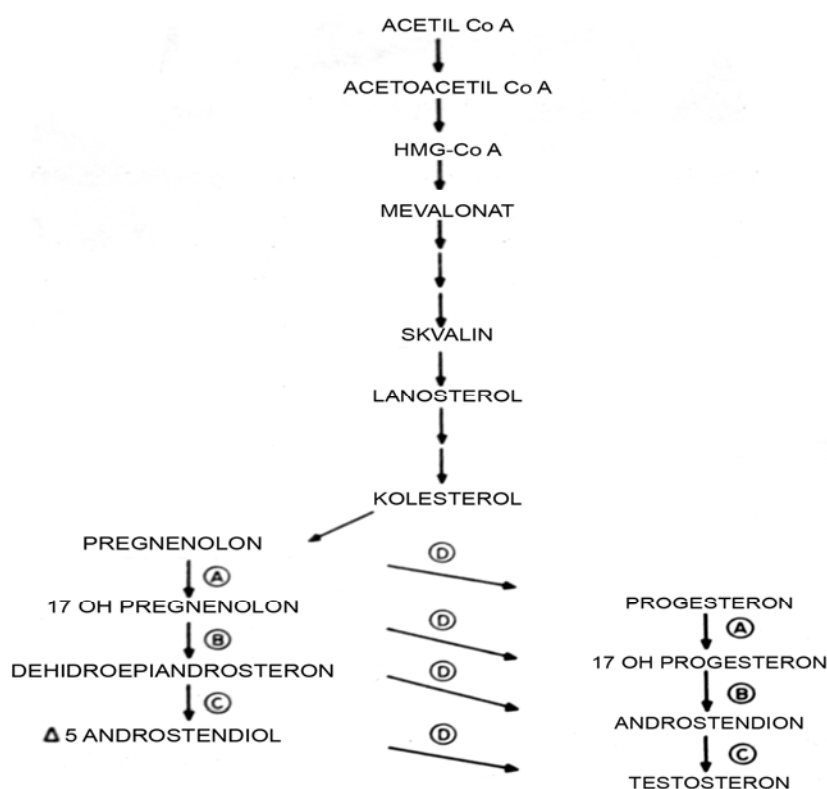 ACETIL Co A
ACETOACETIL Co A
HMG-Co A
MEVALONAT
SKVALIN
LANOSTEROL
KOLESTEROL
PREGNENOLON
A
17 OH PREGNENOLON
B
DEHIDROEPIANDROSTERON
C
Δ 5 ANDROSTENDIOL
D
D
D
D
PROGESTERON
A
17 OH PROGESTERON
B
ANDROSTENDION
C
TESTOSTERON